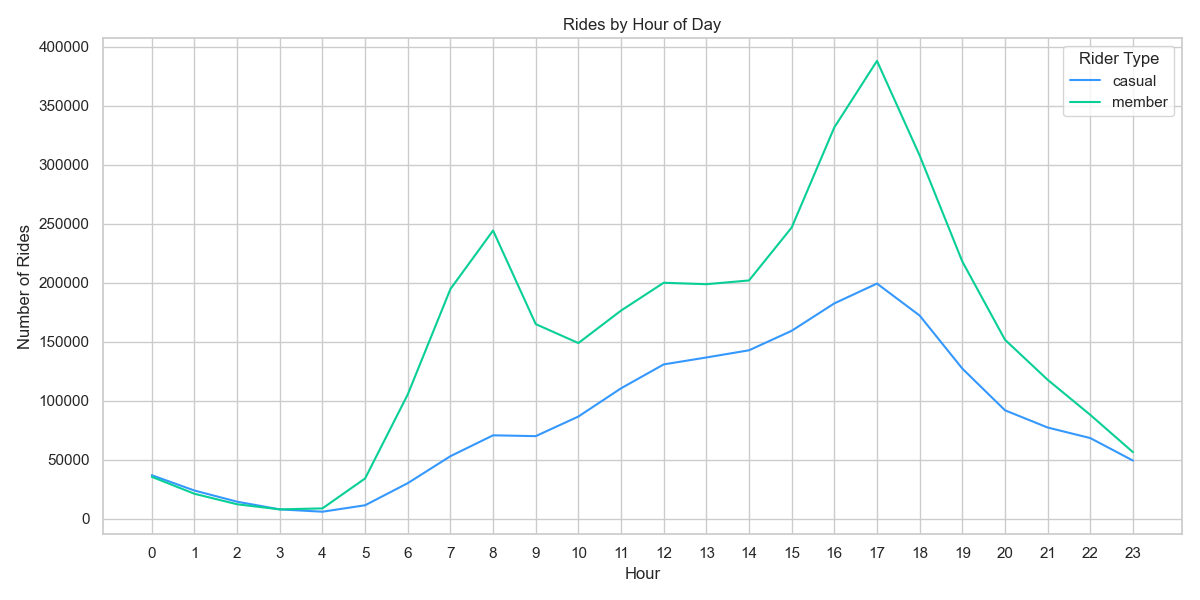 Rides by Hour of Day
Rider Type
casual
member
Number of Rides
400000
350000
300000
250000
200000
150000
100000
50000
0
0 1 2 3 4 5 6 7 8 9 10 11 12 13 14 15 16 17 18 19 20 21 22 23
Hour